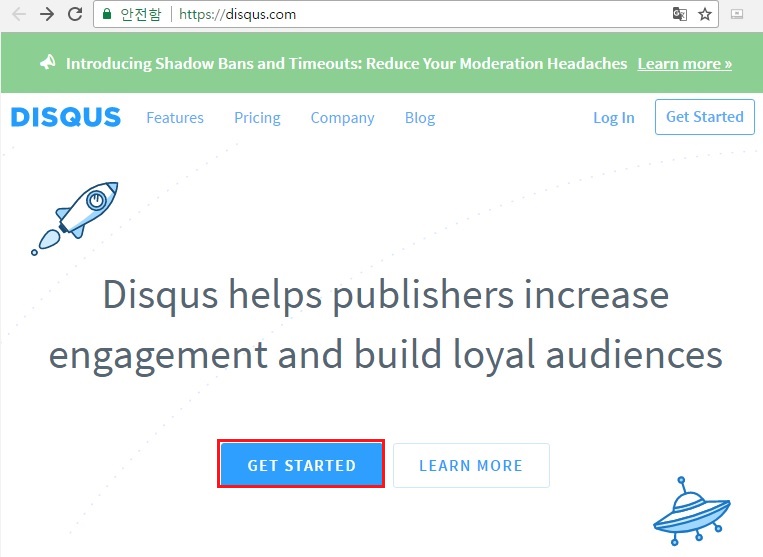 안전함 https://disqus.com
Introducing Shadow Bans and Timeouts: Reduce Your Moderation Headaches Learn more »
DISQUS Features Pricing Company Blog Log In Get Started
Disqus helps publishers increase
engagement and build loyal audiences
GET STARTED LEARN MORE